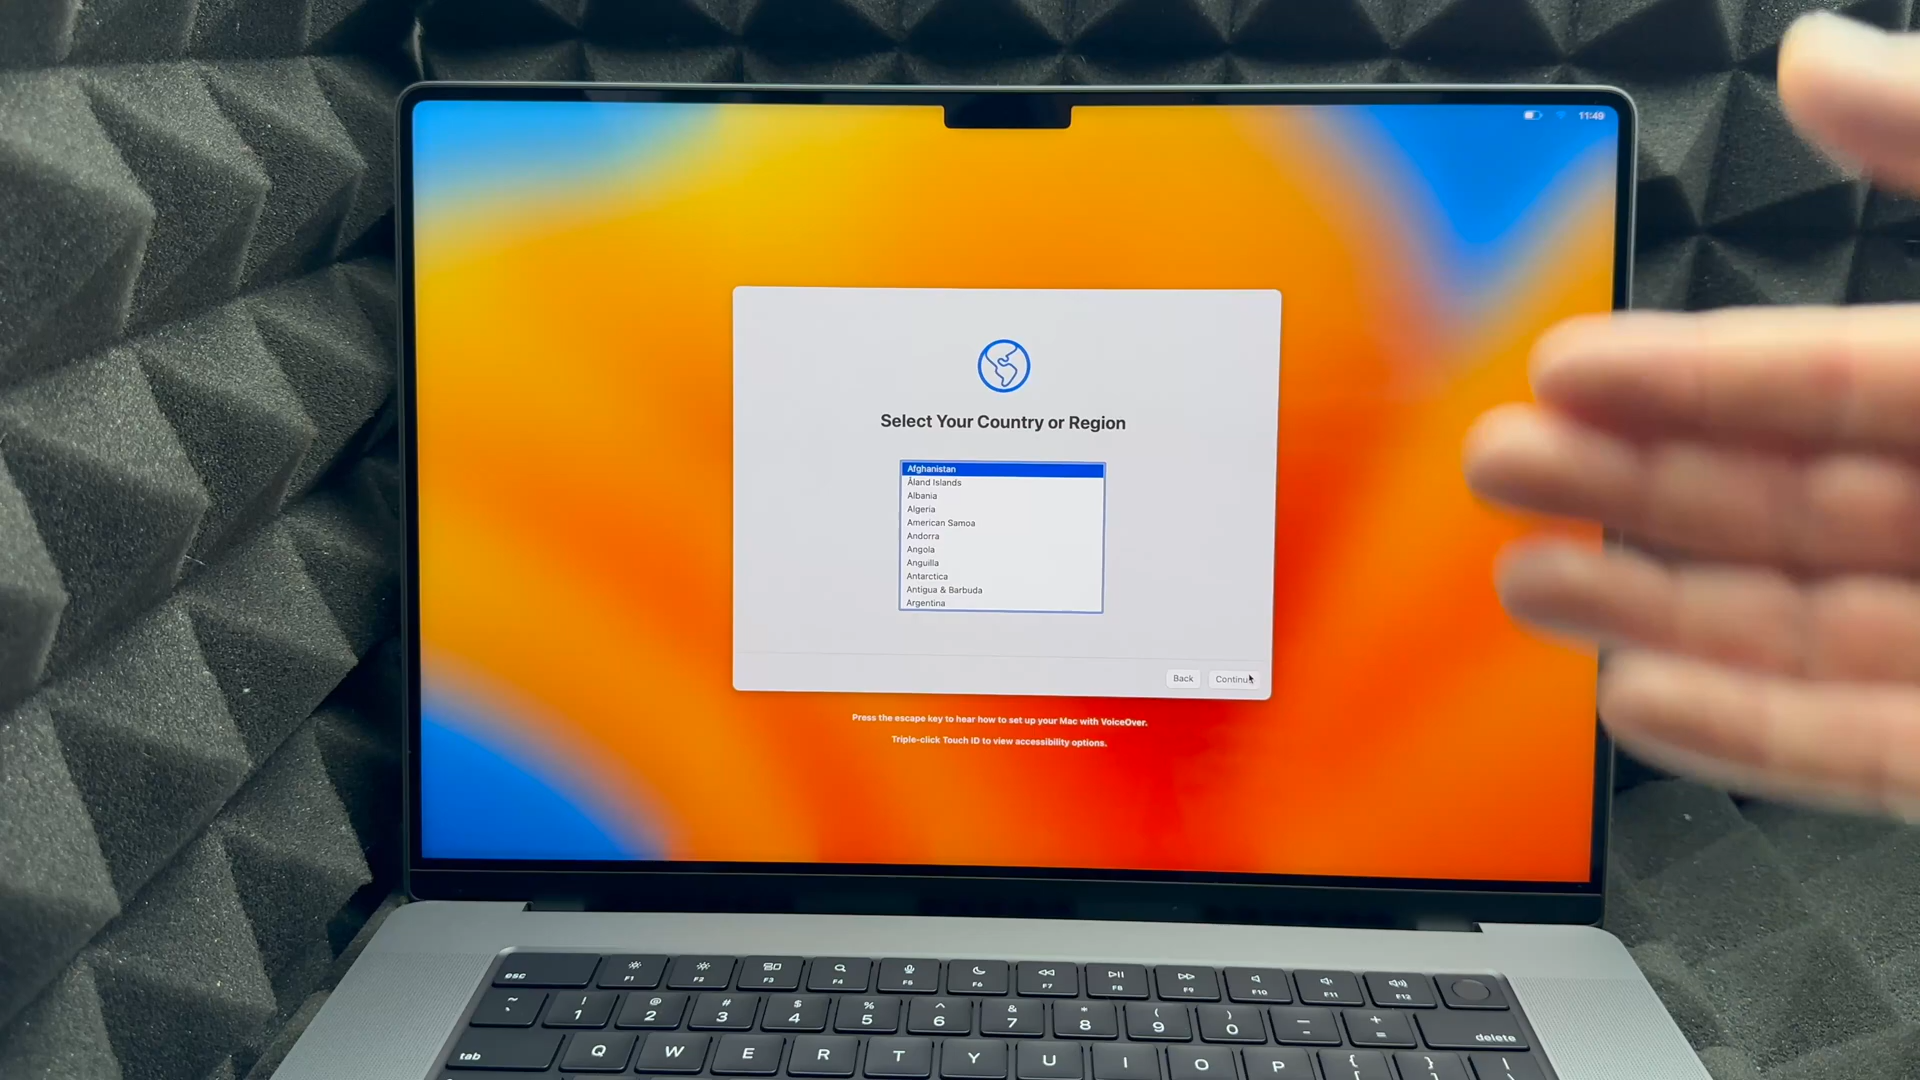 11:49
Select Your Country or Region
Afghanistan
Åland Islands
Albania
Algeria
American Samoa
Andorra
Angola
Anguilla
Antarctica
Antigua & Barbuda
Argentina
Back Continue
Press the escape key to hear how to set up your Mac with VoiceOver.
Triple-click Touch ID to view accessibility options.
esc F1 F2 F3 F4 F5 F6 F7 F8 F9 F10 F11 F12
~ ! @ # $ % ^ & * ( ) _ +
` 1 2 3 4 5 6 7 8 9 0 - = delete
tab Q W E R T Y U I O P { } |
[ ]